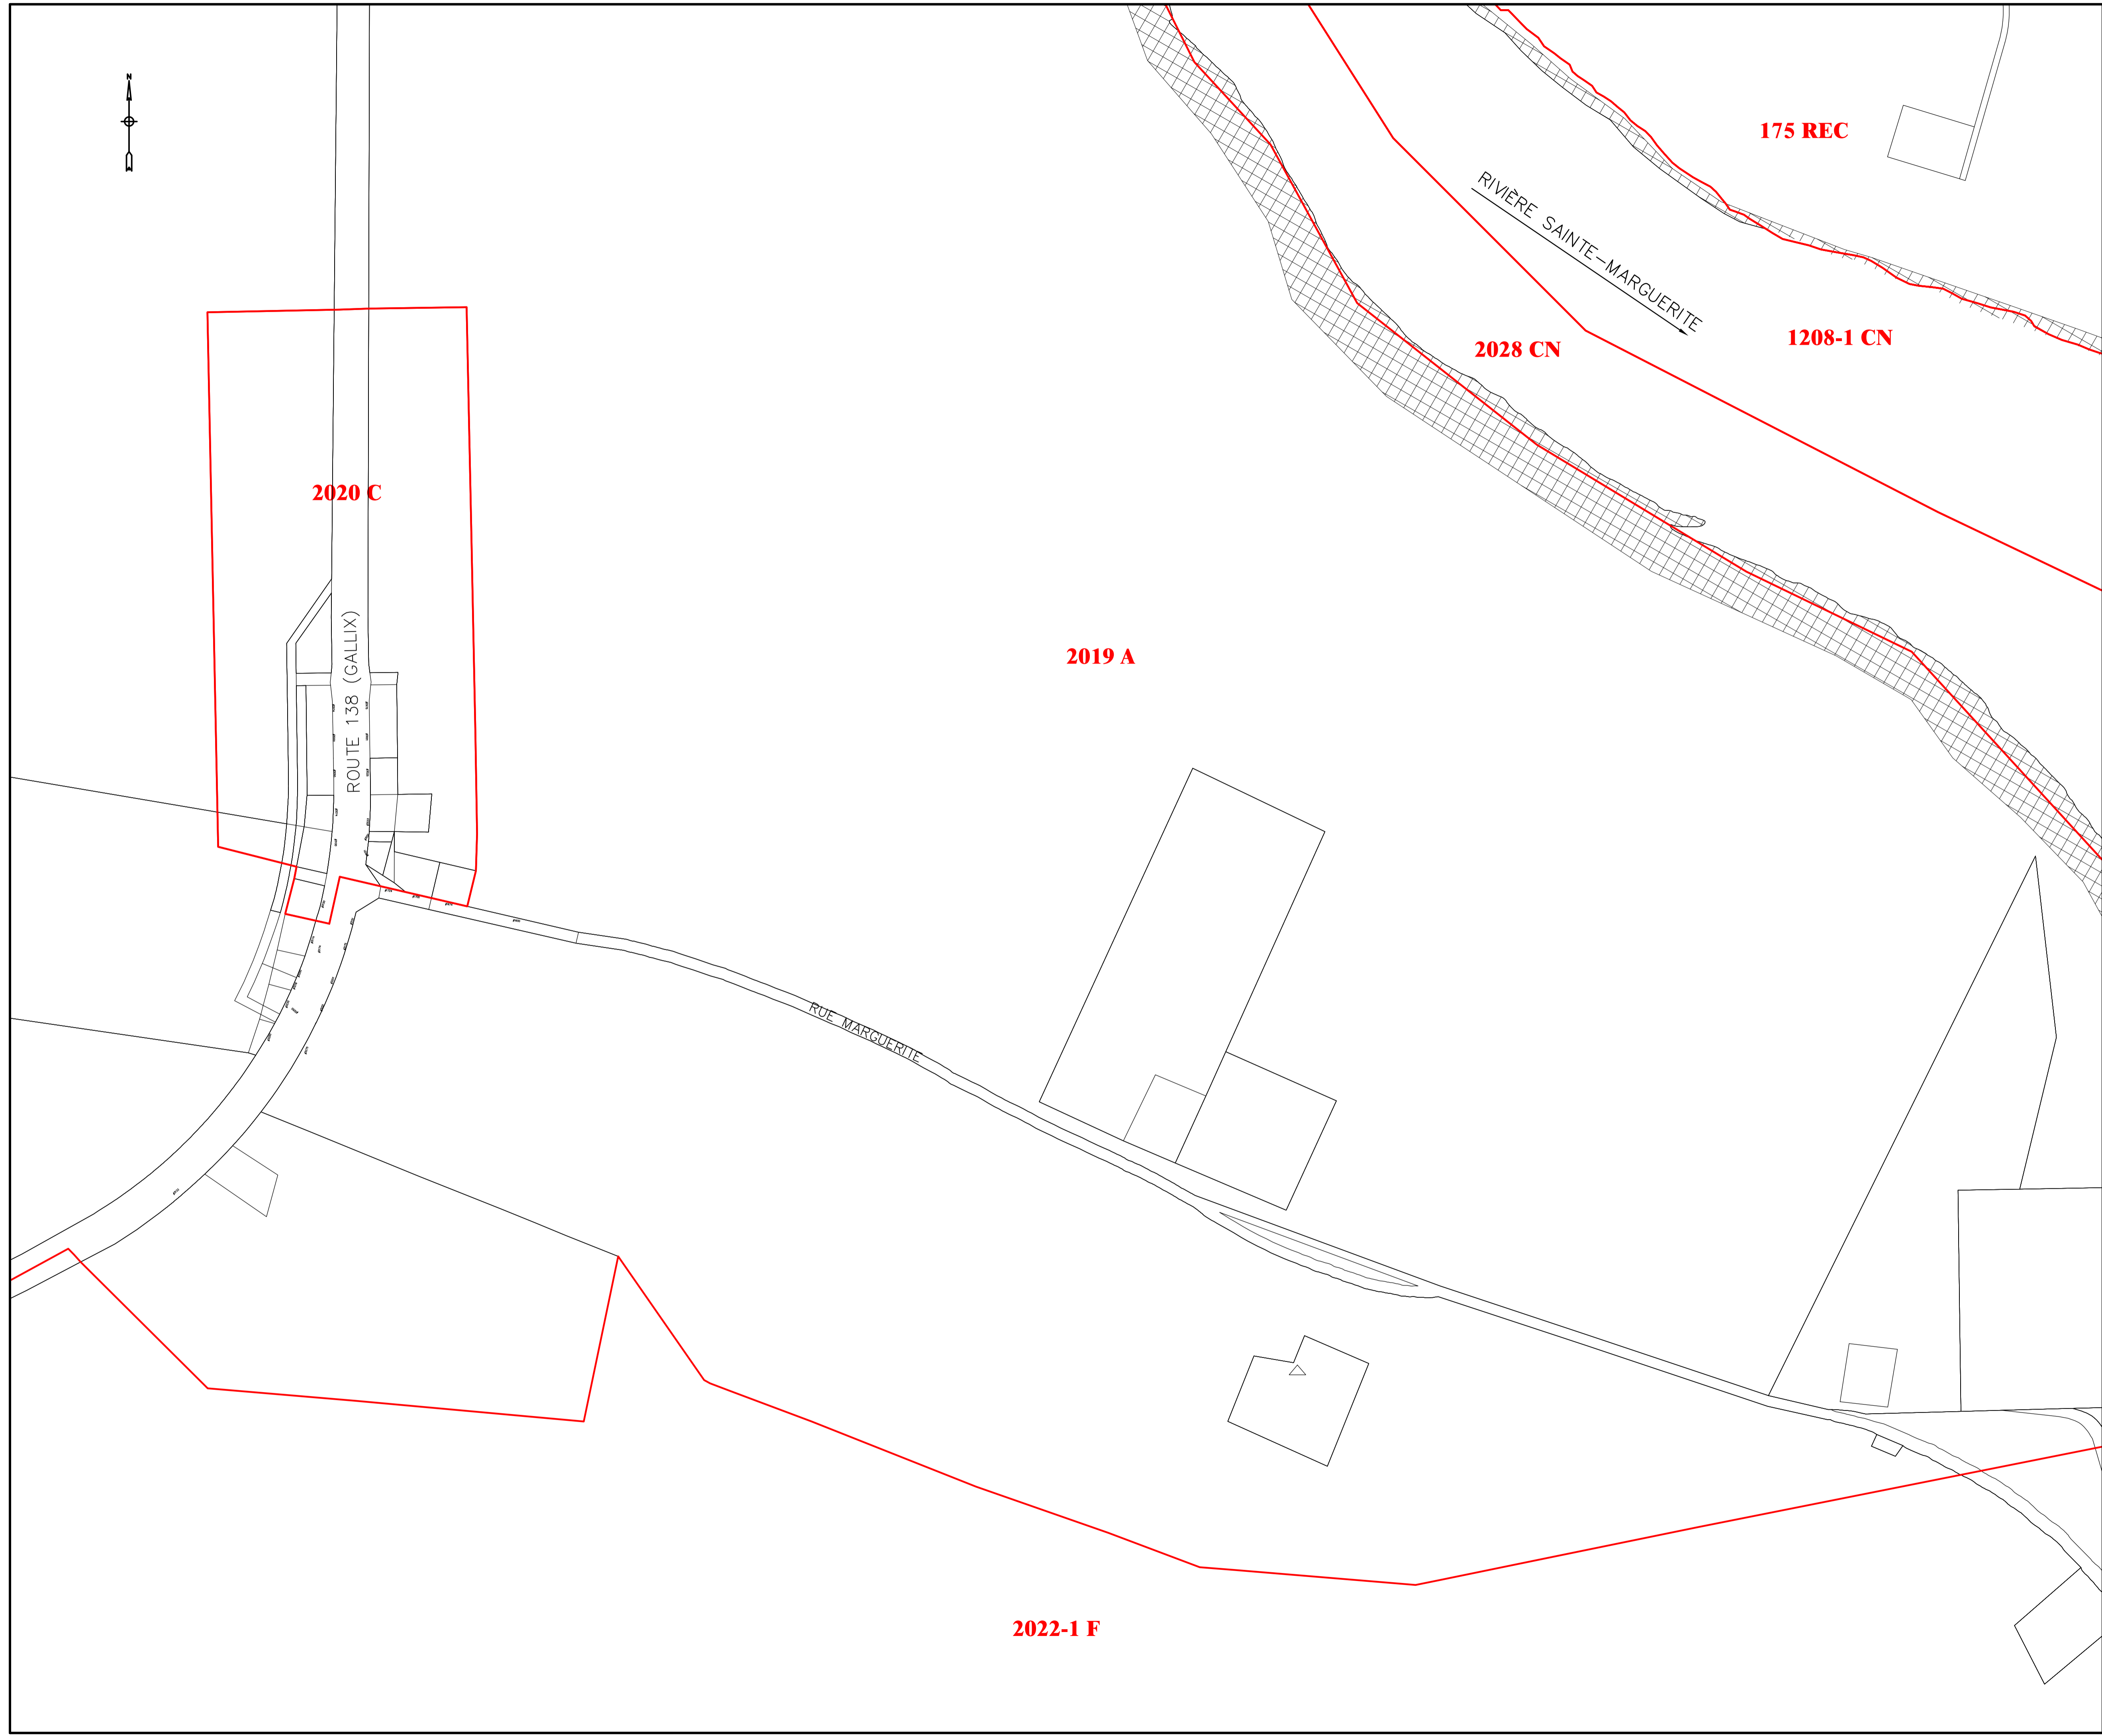 N
175 REC
RIVIÈRE SAINTE-MARGUERITE
1208-1 CN
2028 CN
2020 C
ROUTE 138 (GALLIX)
2019 A
RUE MARGUERITE
2022-1 F